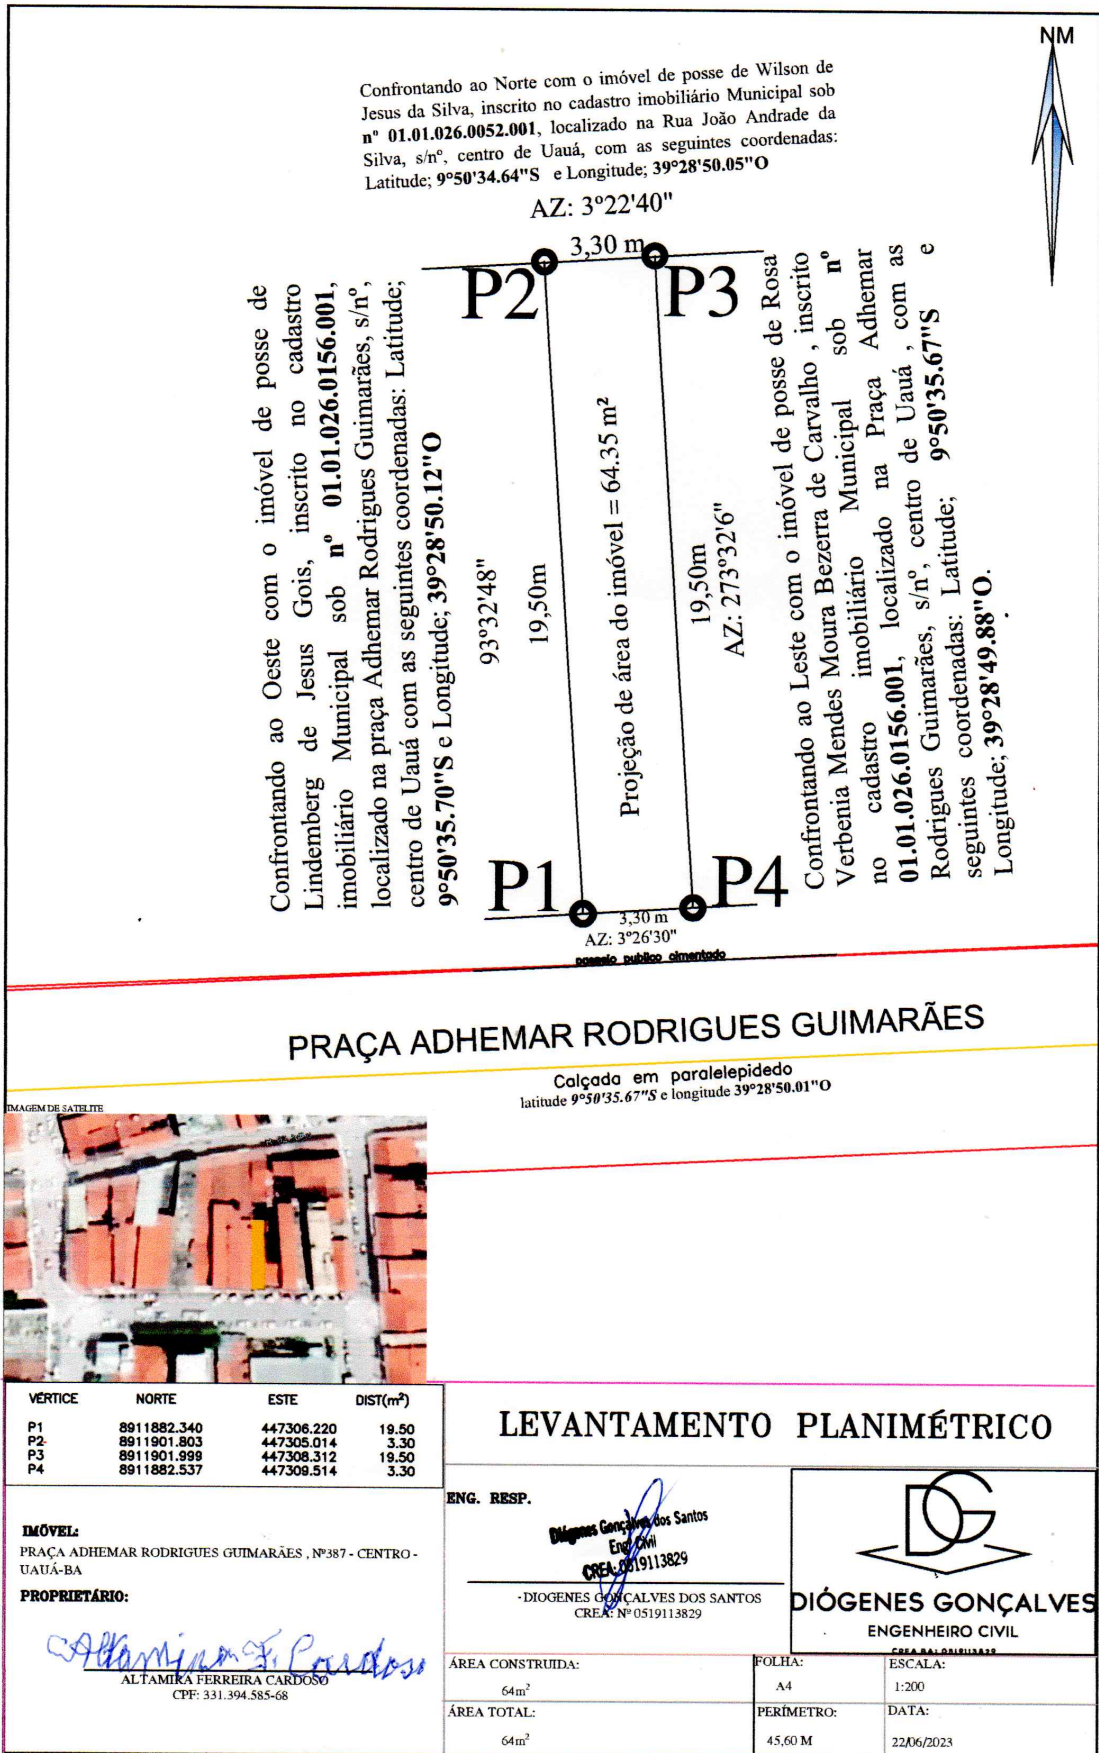 NM
Confrontando ao Norte com o imóvel de posse de Wilson de
Jesus da Silva, inscrito no cadastro imobiliário Municipal sob
nº 01.01.026.0052.001, localizado na Rua João Andrade da
Silva, s/nº, centro de Uauá, com as seguintes coordenadas:
Latitude; 9°50'34.64"S e Longitude; 39°28'50.05"O
AZ: 3°22'40"
3,30 m
P2
P3
Confrontando ao Oeste com o imóvel de posse de
Lindemberg de Jesus Gois, inscrito no cadastro
imobiliário Municipal sob nº 01.01.026.0156.001,
localizado na praça Adhemar Rodrigues Guimarães, s/nº,
centro de Uauá com as seguintes coordenadas: Latitude;
9°50'35.70"S e Longitude; 39°28'50.12"O
93°32'48"
19,50m
Projeção de área do imóvel = 64.35 m²
19,50m
AZ: 273°32'6"
Confrontando ao Leste com o imóvel de posse de Rosa
Verbenia Mendes Moura Bezerra de Carvalho , inscrito
no cadastro imobiliário Municipal sob nº
01.01.026.0156.001, localizado na Praça Adhemar
Rodrigues Guimarães, s/nº, centro de Uauá , com as
seguintes coordenadas: Latitude; 9°50'35.67"S e
Longitude; 39°28'49.88"O.
P1
P4
3,30 m
AZ: 3°26'30"
passeio publico cimentado
PRAÇA ADHEMAR RODRIGUES GUIMARÃES
Calçada em paralelepidedo
latitude 9°50'35.67"S e longitude 39°28'50.01"O
IMAGEM DE SATELITE
VÉRTICE NORTE ESTE DIST(m²)
P1 8911882.340 447306.220 19.50
P2 8911901.803 447305.014 3.30
P3 8911901.999 447308.312 19.50
P4 8911882.537 447309.514 3.30
LEVANTAMENTO PLANIMÉTRICO
IMÓVEL:
PRAÇA ADHEMAR RODRIGUES GUIMARÃES , Nº387 - CENTRO -
UAUÁ-BA
PROPRIETÁRIO:
Altamira F. Cardoso
ALTAMIRA FERREIRA CARDOSO
CPF: 331.394.585-68
ENG. RESP.
Diógenes Gonçalves dos Santos
Engº Civil
CREA: 0519113829
- DIOGENES GONÇALVES DOS SANTOS
CREA: Nº 0519113829
DG
DIÓGENES GONÇALVES
ENGENHEIRO CIVIL
ÁREA CONSTRUIDA:
64m²
FOLHA:
A4
ESCALA:
1:200
ÁREA TOTAL:
64m²
PERÍMETRO:
45,60 M
DATA:
22/06/2023